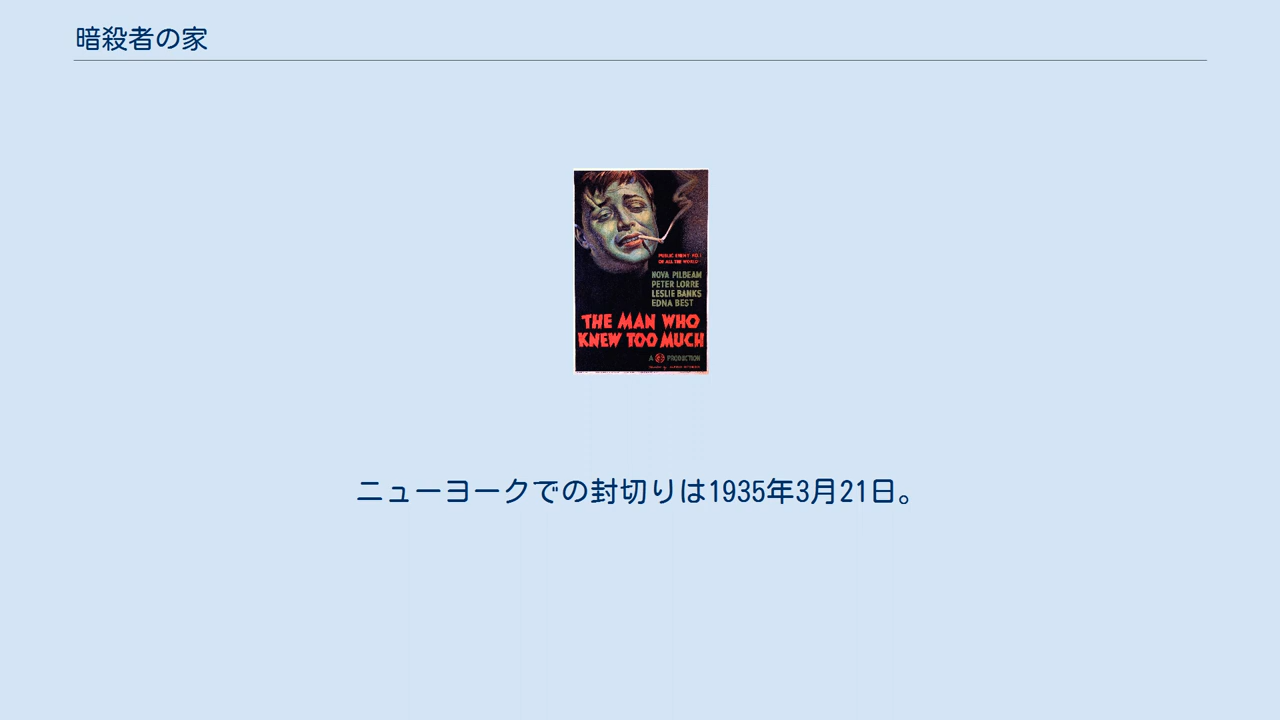 暗殺者の家
PUBLIC ENEMY NO.1
OF ALL THE WORLD
NOVA PILBEAM
PETER LORRE
LESLIE BANKS
EDNA BEST
THE MAN WHO
KNEW TOO MUCH
A PRODUCTION
ニューヨークでの封切りは1935年3月21日。